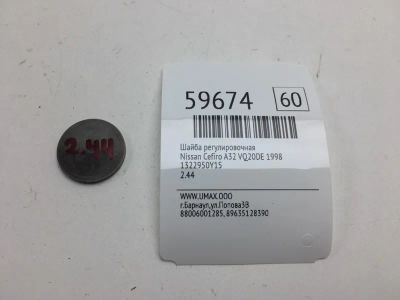 2.44
59674 60
Шайба регулировочная
Nissan Cefiro A32 VQ20DE 1998
1322950Y15
2.44
WWW.UMAX.OOO
г.Барнаул,ул.Попова3В
88006001285, 89635128390